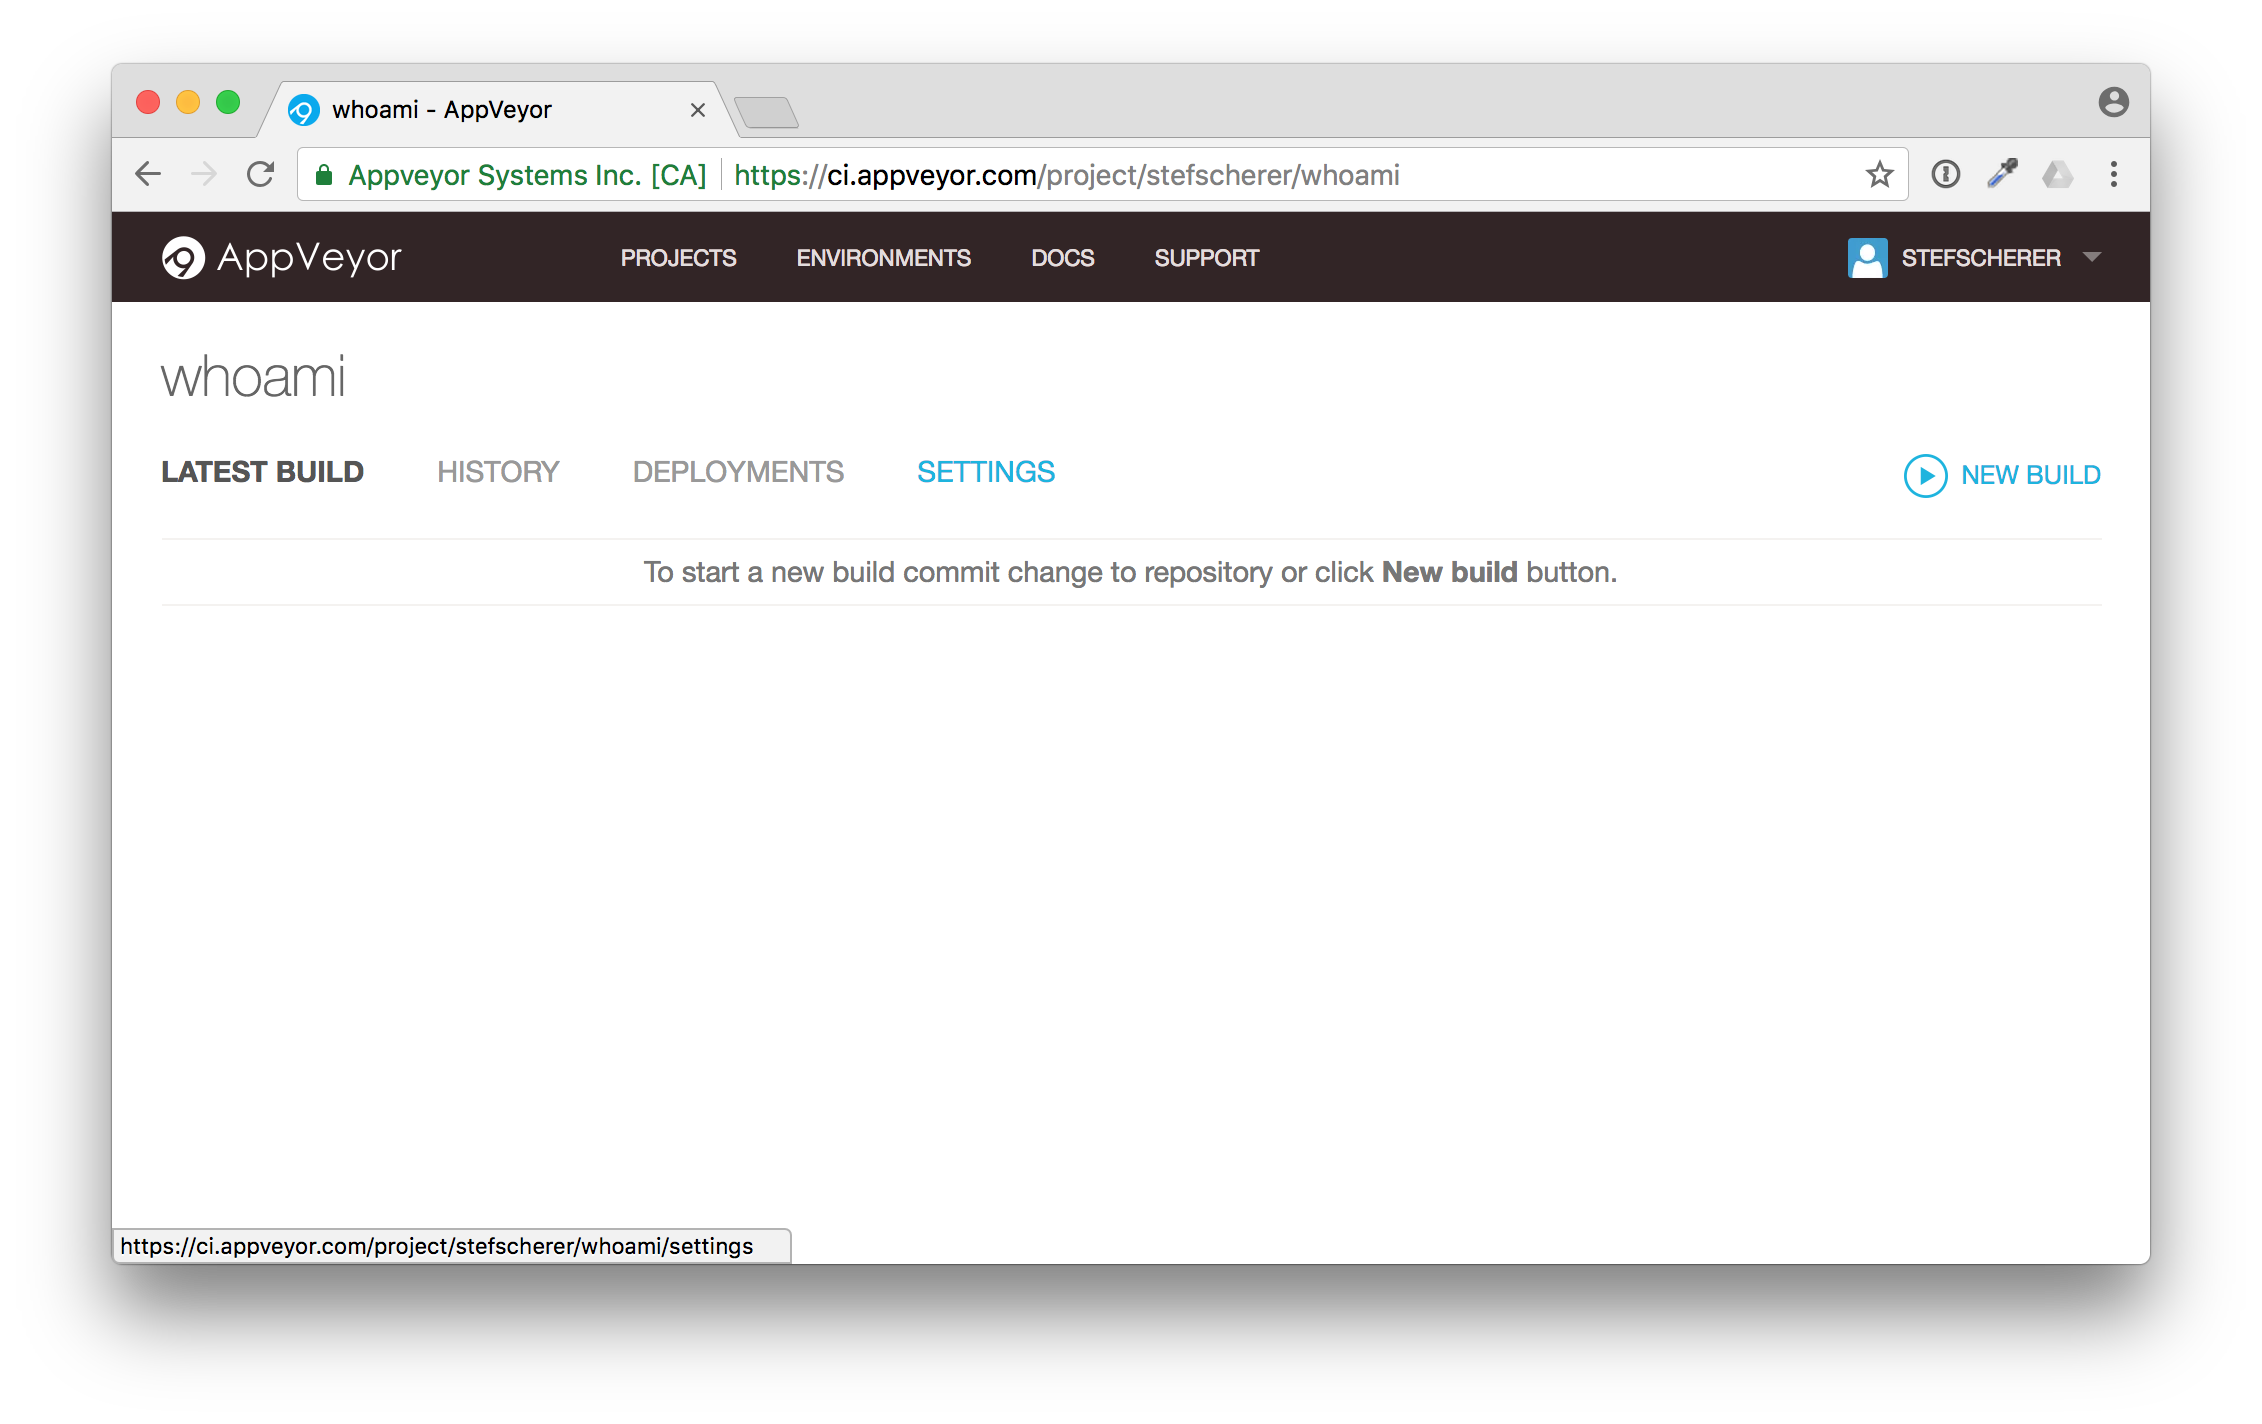 whoami - AppVeyor
Appveyor Systems Inc. [CA] https://ci.appveyor.com/project/stefscherer/whoami
AppVeyor PROJECTS ENVIRONMENTS DOCS SUPPORT STEFSCHERER
whoami
LATEST BUILD HISTORY DEPLOYMENTS SETTINGS NEW BUILD
To start a new build commit change to repository or click New build button.
https://ci.appveyor.com/project/stefscherer/whoami/settings